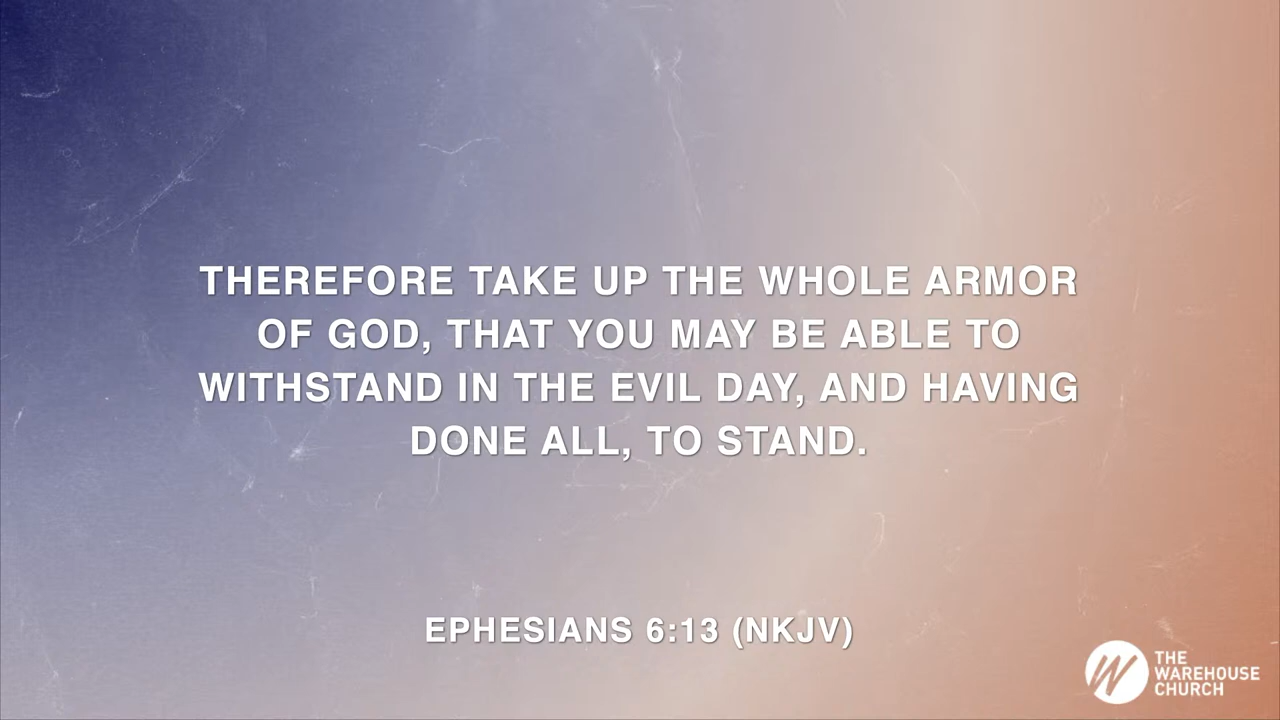 THEREFORE TAKE UP THE WHOLE ARMOR
OF GOD, THAT YOU MAY BE ABLE TO
WITHSTAND IN THE EVIL DAY, AND HAVING
DONE ALL, TO STAND.
EPHESIANS 6:13 (NKJV)
THE
WAREHOUSE
CHURCH